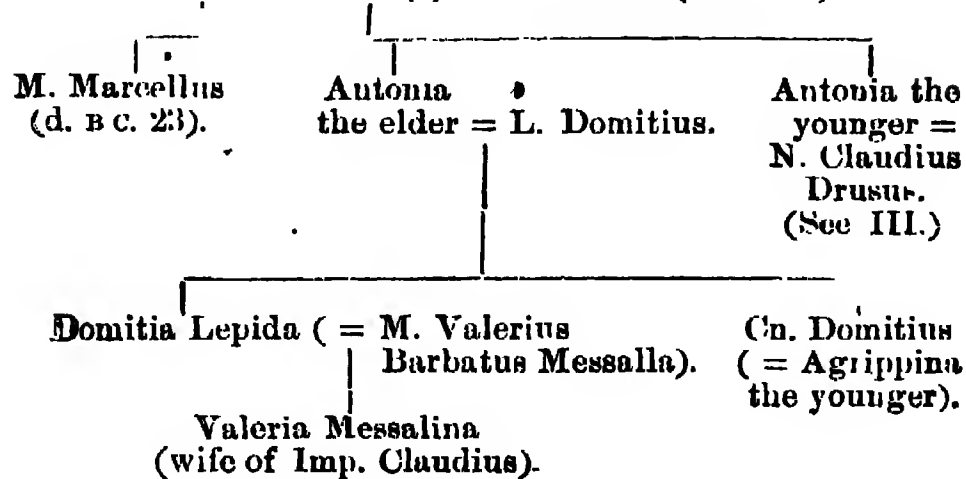 M. Marcellus
(d. B C. 23).
Antonia
the elder = L. Domitius.
Antonia the
younger =
N. Claudius
Drusus.
(See III.)
Domitia Lepida ( = M. Valerius
Barbatus Messalla).
Cn. Domitius
( = Agrippina
the younger).
Valeria Messalina
(wife of Imp. Claudius).